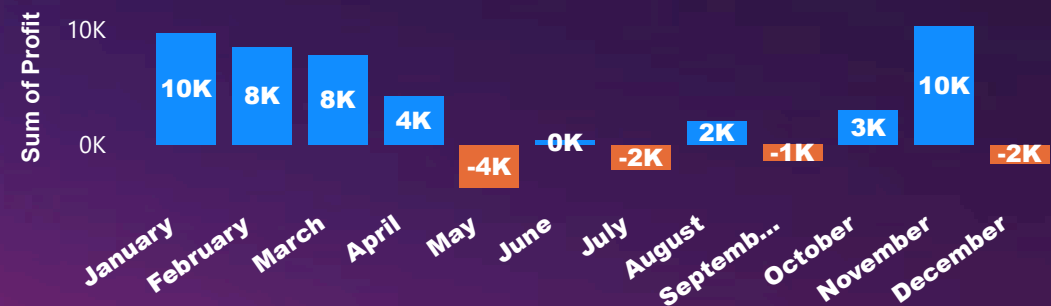 Sum of Profit
10K
0K
10K
8K
8K
4K
-4K
0K
-2K
2K
-1K
3K
10K
-2K
January
February
March
April
May
June
July
August
Septemb...
October
November
December